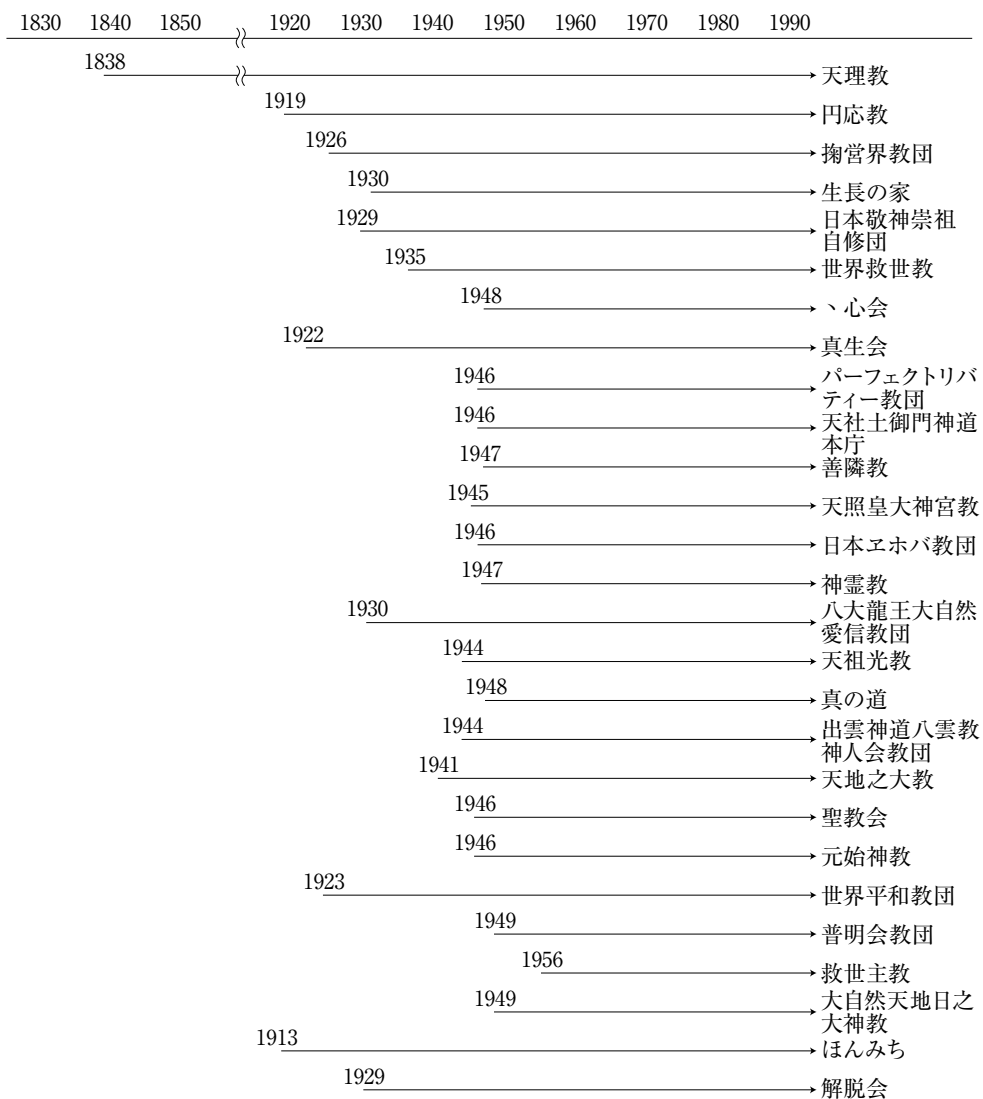 1830 1840 1850 1920 1930 1940 1950 1960 1970 1980 1990
1838
天理教
1919
円応教
1926
掬営界教団
1930
生長の家
1929
日本敬神崇祖
自修団
1935
世界救世教
1948
丶心会
1922
真生会
1946
パーフェクトリバ
ティー教団
1946
天社土御門神道
本庁
1947
善隣教
1945
天照皇大神宮教
1946
日本ヱホバ教団
1947
神霊教
1930
八大龍王大自然
愛信教団
1944
天祖光教
1948
真の道
1944
出雲神道八雲教
神人会教団
1941
天地之大教
1946
聖教会
1946
元始神教
1923
世界平和教団
1949
普明会教団
1956
救世主教
1949
大自然天地日之
大神教
1913
ほんみち
1929
解脱会